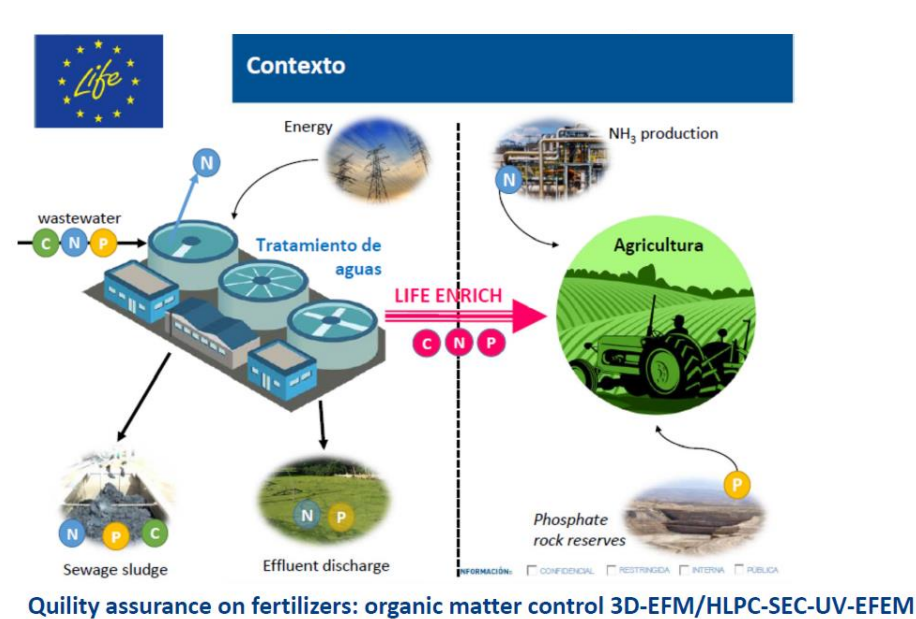 Life
Contexto
Energy
NH₃ production
N
N
wastewater
C N P
Tratamiento de
aguas
Agricultura
LIFE ENRICH
C N P
P
N P C
N P
Phosphate
rock reserves
Sewage sludge
Effluent discharge
INFORMACIÓN: CONFIDENCIAL RESTRINGIDA INTERNA PÚBLICA
Quility assurance on fertilizers: organic matter control 3D-EFM/HLPC-SEC-UV-EFEM